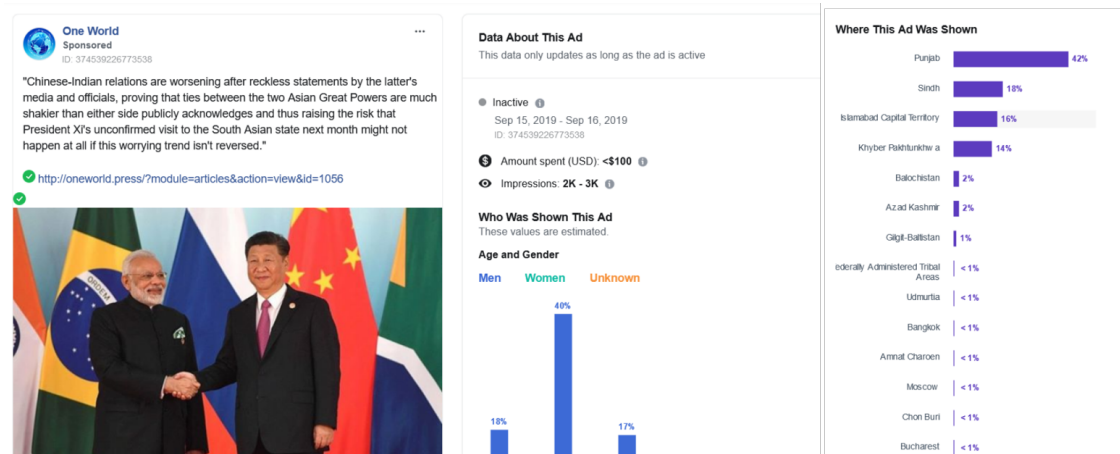 One World
...
Sponsored
ID: 374539226773538
"Chinese-Indian relations are worsening after reckless statements by the latter's
media and officials, proving that ties between the two Asian Great Powers are much
shakier than either side publicly acknowledges and thus raising the risk that
President Xi's unconfirmed visit to the South Asian state next month might not
happen at all if this worrying trend isn't reversed."
http://oneworld.press/?module=articles&action=view&id=1056
ORDEM
Data About This Ad
This data only updates as long as the ad is active
Inactive
Sep 15, 2019 - Sep 16, 2019
ID: 374539226773538
Amount spent (USD): <$100
Impressions: 2K - 3K
Who Was Shown This Ad
These values are estimated.
Age and Gender
Men Women Unknown
40%
18%
17%
Where This Ad Was Shown
Punjab 42%
Sindh 18%
Islamabad Capital Territory 16%
Khyber Pakhtunkhw a 14%
Balochistan 2%
Azad Kashmir 2%
Gilgit-Baltistan 1%
ederally Administered Tribal
Areas < 1%
Udmurtia < 1%
Bangkok < 1%
Amnat Charoen < 1%
Moscow < 1%
Chon Buri < 1%
Bucharest < 1%